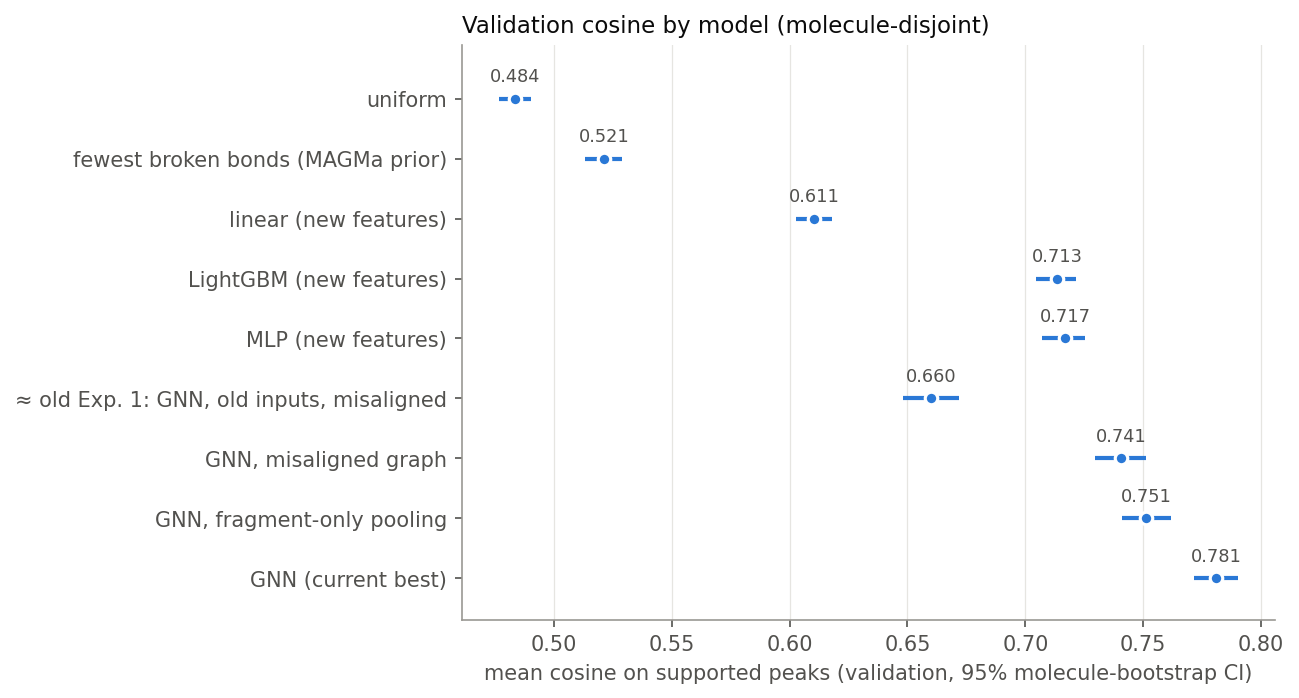 Validation cosine by model (molecule-disjoint)
0.484
uniform
0.521
fewest broken bonds (MAGMa prior)
0.611
linear (new features)
0.713
LightGBM (new features)
0.717
MLP (new features)
0.660
≈ old Exp. 1: GNN, old inputs, misaligned
0.741
GNN, misaligned graph
0.751
GNN, fragment-only pooling
0.781
GNN (current best)
0.50 0.55 0.60 0.65 0.70 0.75 0.80
mean cosine on supported peaks (validation, 95% molecule-bootstrap CI)